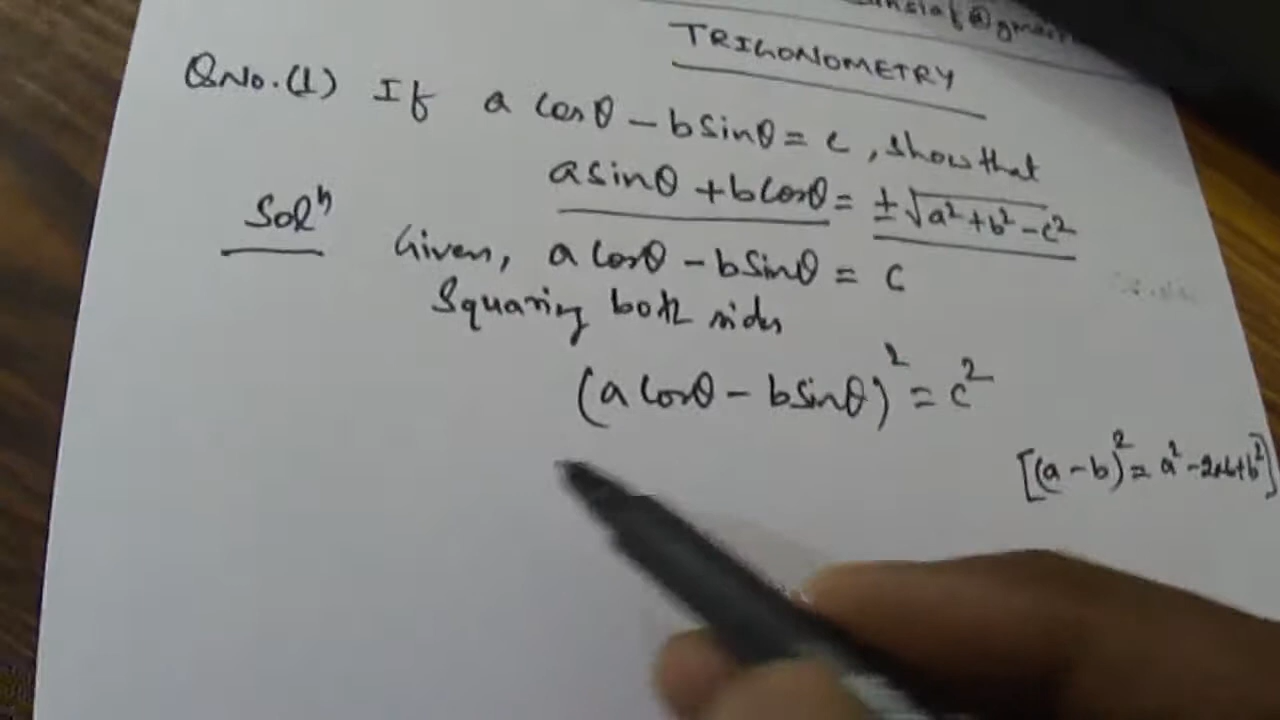 TRIGONOMETRY
QNo.(1) If a cosθ - b sinθ = c, show that
a sinθ + b cosθ = ±√a² + b² - c²
Solⁿ
Given, a cosθ - b sinθ = c
Squaring both sides
(a cosθ - b sinθ)² = c²
[(a - b)² = a² - 2ab + b²]